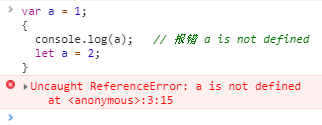 var a = 1;
{
console.log(a); // 报错 a is not defined
let a = 2;
}
Uncaught ReferenceError: a is not defined
at <anonymous>:3:15